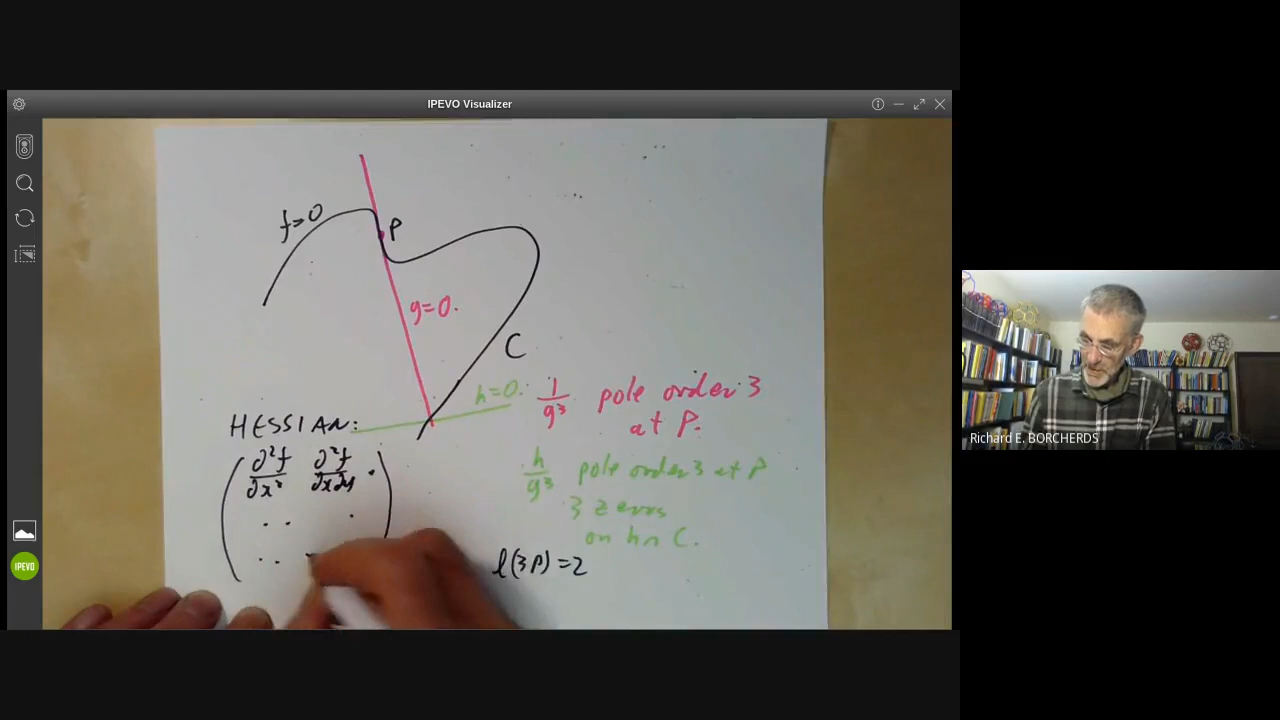 IPEVO Visualizer
f=0
P
g=0.
C
h=0.
1/g³ pole order 3
at P.
HESSIAN:
∂²f/∂x² ∂²f/∂x∂y .
. . .
. .
h/g³ pole order 3 at P
3 zeros
on h∩C.
l(3P)=2
Richard E. BORCHERDS
IPEVO